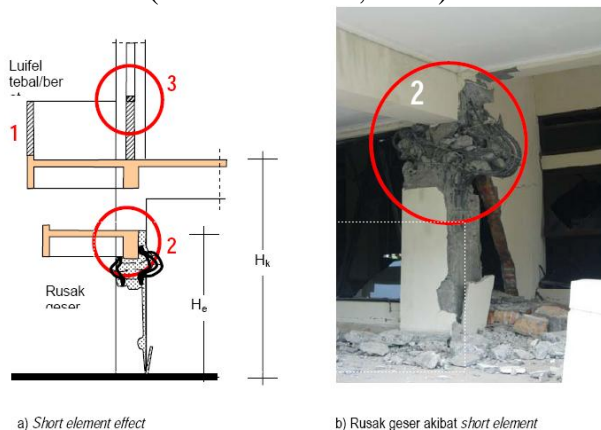 Luifel
tebal/ber
1
3
2
Rusak
geser
Hk
He
2
a) Short element effect
b) Rusak geser akibat short element